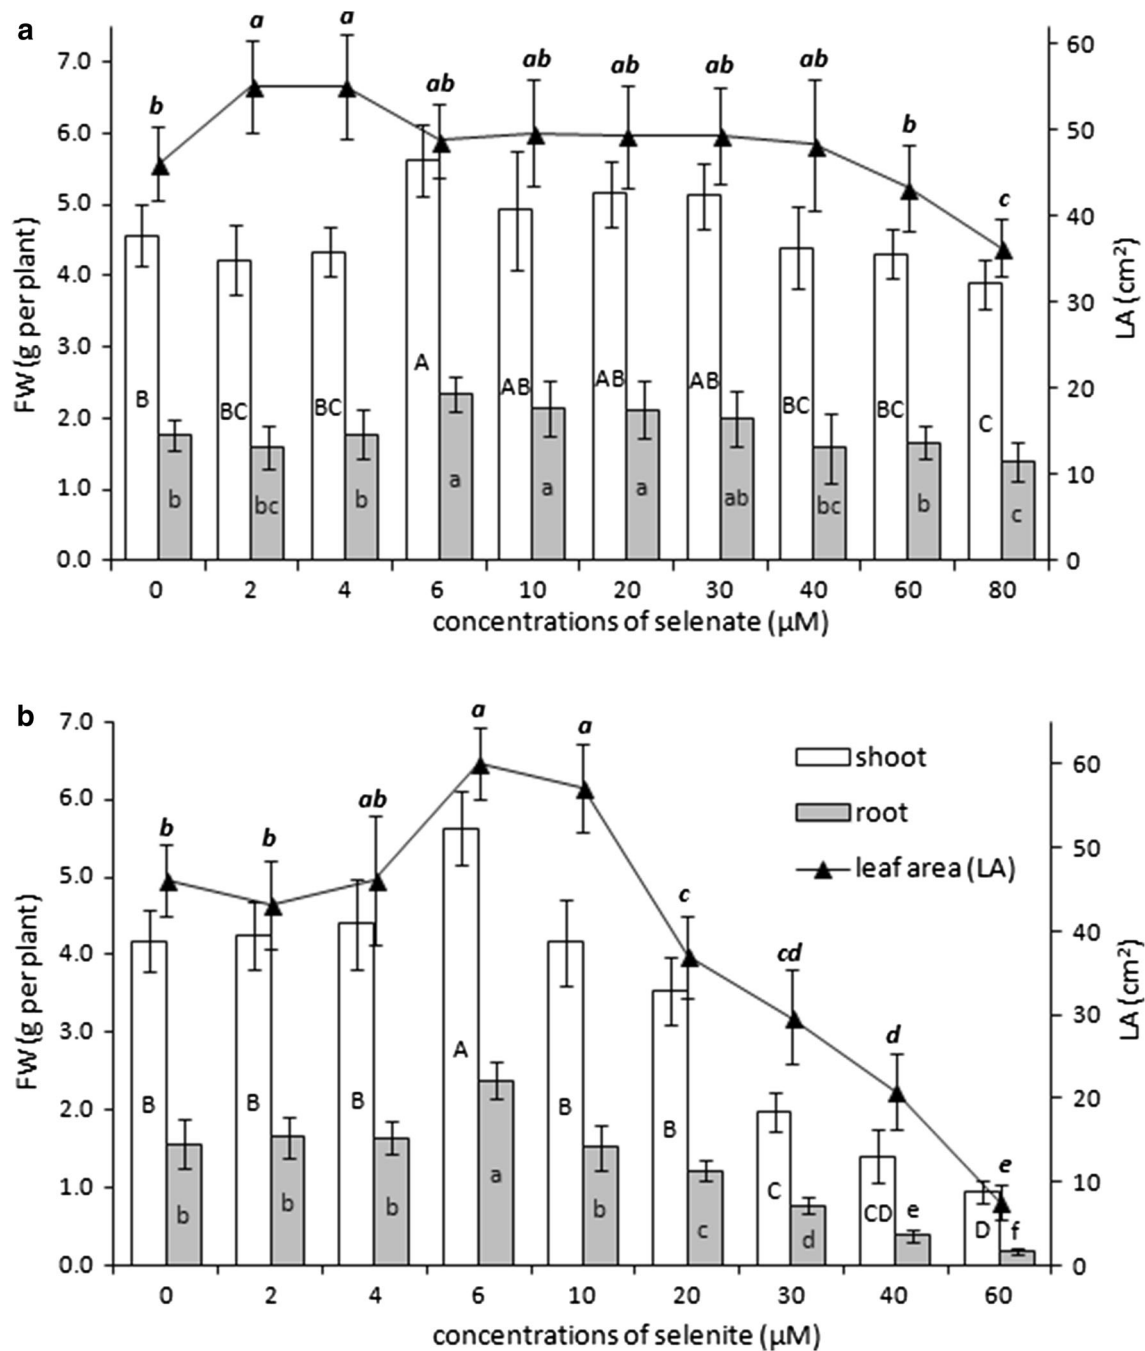 a
b a a ab ab ab ab ab b c
7.0 60
6.0 50
5.0 40
4.0 30
3.0 20
2.0 10
1.0 0
0.0
FW (g per plant)
LA (cm²)
B BC BC A AB AB AB BC BC C
b bc b a a a ab bc b c
0 2 4 6 10 20 30 40 60 80
concentrations of selenate (µM)
b
b b ab a a c cd d e
7.0 60
6.0 50
5.0 40
4.0 30
3.0 20
2.0 10
1.0 0
0.0
FW (g per plant)
LA (cm²)
shoot
root
leaf area (LA)
B B B A B B C CD D
b b b a b c d e f
0 2 4 6 10 20 30 40 60
concentrations of selenite (µM)